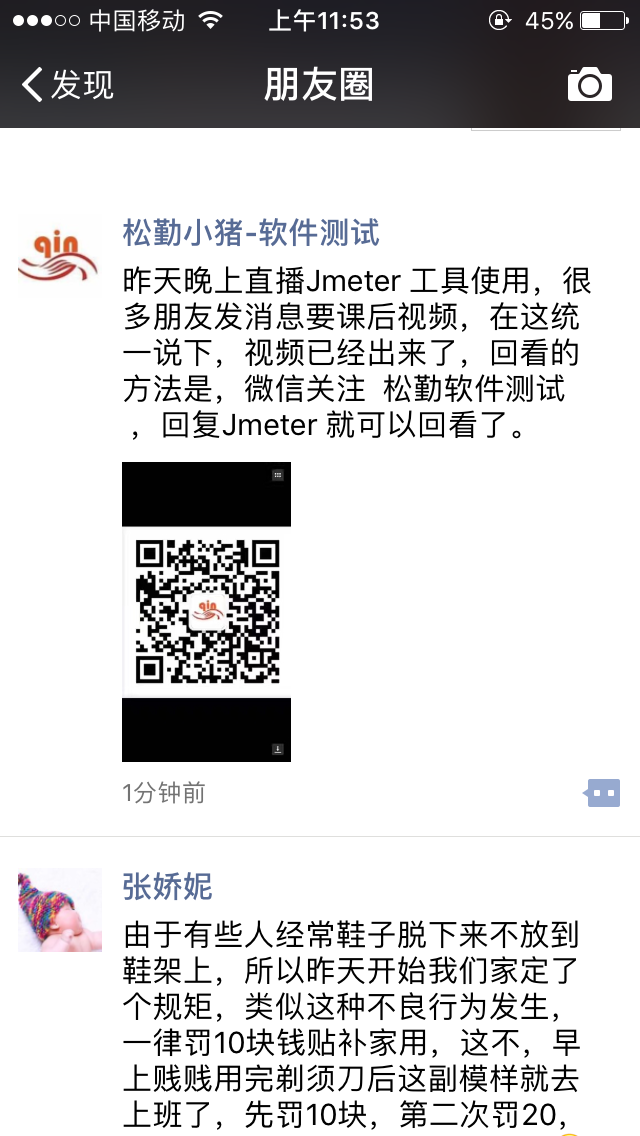 中国移动 上午11:53 45%
发现 朋友圈
qin
松勤小猪-软件测试
昨天晚上直播Jmeter 工具使用，很
多朋友发消息要课后视频，在这统
一说下，视频已经出来了，回看的
方法是，微信关注 松勤软件测试
，回复Jmeter 就可以回看了。
qin
1分钟前
张娇妮
由于有些人经常鞋子脱下来不放到
鞋架上，所以昨天开始我们家定了
个规矩，类似这种不良行为发生，
一律罚10块钱贴补家用，这不，早
上贱贱用完剃须刀后这副模样就去
上班了，先罚10块，第二次罚20，